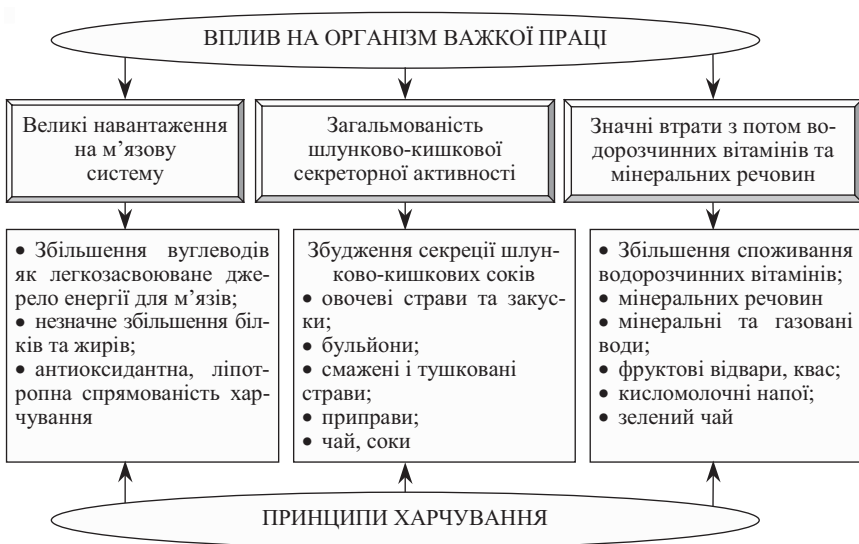 ВПЛИВ НА ОРГАНІЗМ ВАЖКОЇ ПРАЦІ
Великі навантаження
на м’язову
систему
Загальмованість
шлунково-кишкової
секреторної активності
Значні втрати з потом во-
дорозчинних вітамінів та
мінеральних речовин
• Збільшення вуглеводів
як легкозасвоюване дже-
рело енергії для м’язів;
• незначне збільшення біл-
ків та жирів;
• антиоксидантна, ліпот-
ропна спрямованість хар-
чування
Збудження секреції шлун-
ково-кишкових соків
• овочеві страви та закус-
ки;
• бульйони;
• смажені і тушковані
страви;
• приправи;
• чай, соки
• Збільшення споживання
водорозчинних вітамінів;
• мінеральних речовин
• мінеральні та газовані
води;
• фруктові відвари, квас;
• кисломолочні напої;
• зелений чай
ПРИНЦИПИ ХАРЧУВАННЯ